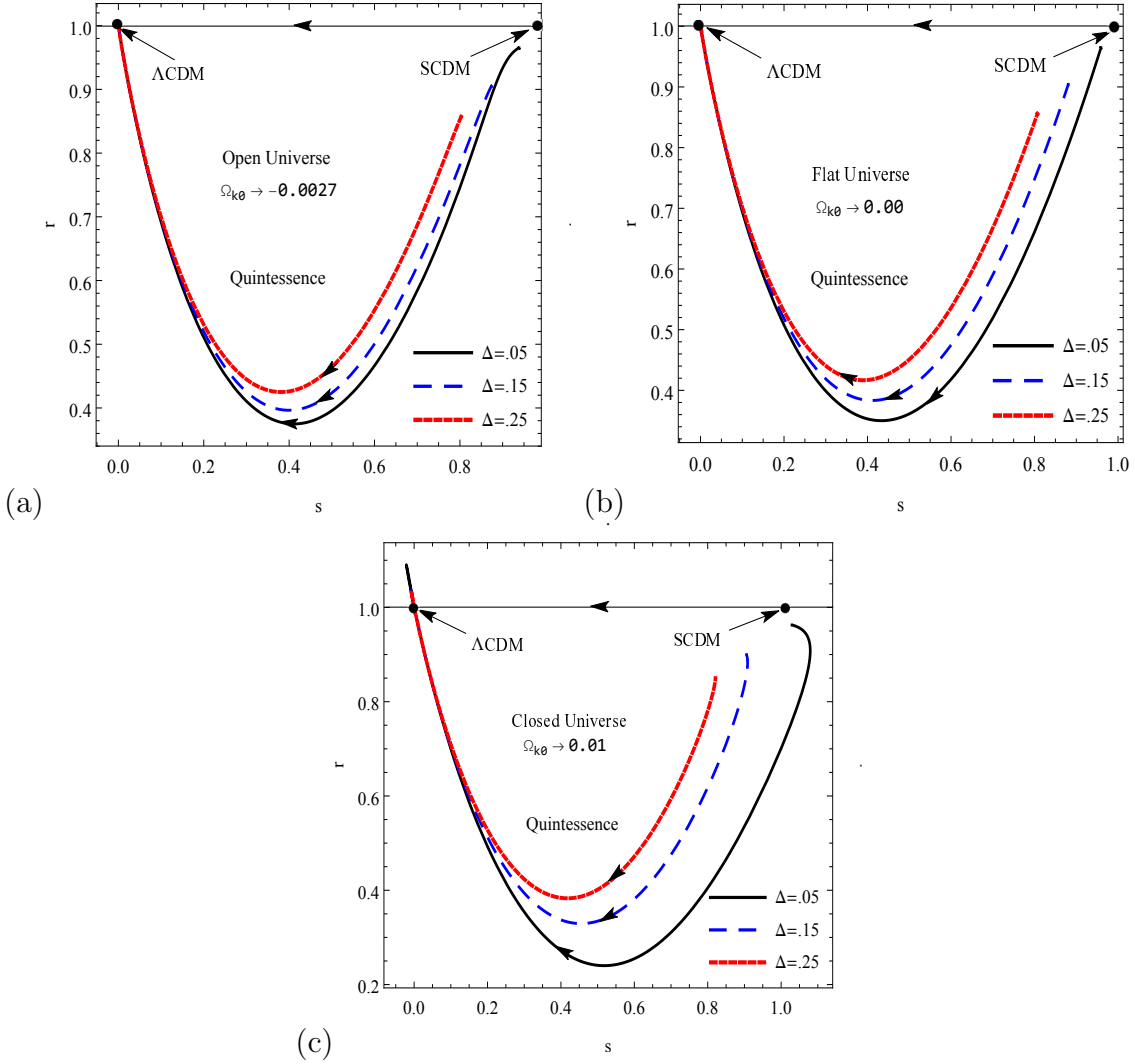 1.0
ΛCDM
SCDM
0.9
0.8
Open Universe
Ωk0 → -0.0027
0.7
r
0.6
Quintessence
0.5
Δ=.05
Δ=.15
0.4
Δ=.25
0.0 0.2 0.4 0.6 0.8
(a)
s
1.0
ΛCDM
SCDM
0.9
0.8
Flat Universe
Ωk0 → 0.00
0.7
r
0.6
Quintessence
0.5
Δ=.05
Δ=.15
0.4
Δ=.25
0.0 0.2 0.4 0.6 0.8 1.0
(b)
s
1.0
ΛCDM
SCDM
0.8
Closed Universe
Ωk0 → 0.01
r
0.6
Quintessence
0.4
Δ=.05
Δ=.15
Δ=.25
0.2
0.0 0.2 0.4 0.6 0.8 1.0
(c)
s